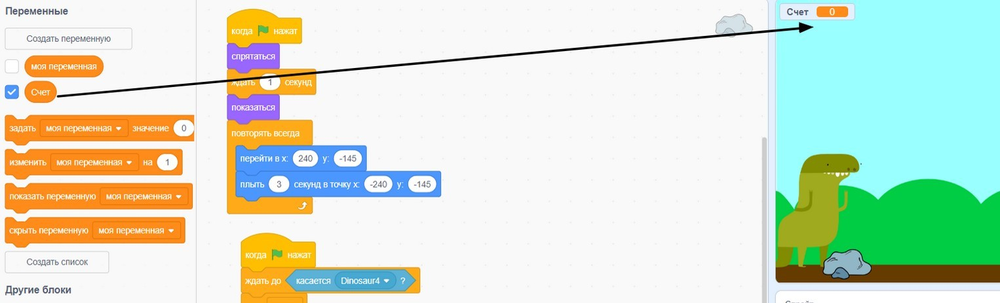 Переменные
Создать переменную
моя переменная
Счет
задать моя переменная значение 0
изменить моя переменная на 1
показать переменную моя переменная
скрыть переменную моя переменная
Создать список
Другие блоки
когда нажат
спрятаться
ждать 1 секунд
показаться
повторять всегда
перейти в x: 240 y: -145
плыть 3 секунд в точку x: -240 y: -145
когда нажат
ждать до касается Dinosaur4 ?
Счет 0